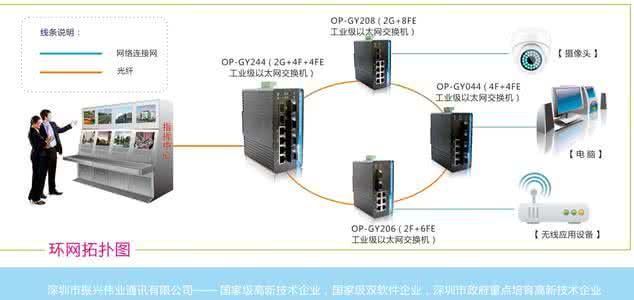 线条说明：
网络连接网
光纤
OP-GY208（2G+8FE
工业级以太网交换机）
OP-GY244（2G+4F+4FE
工业级以太网交换机）
【 摄像头 】
OP-GY044（4F+4FE
工业级以太网交换机）
指挥中心
【 电 脑 】
OP-GY206（2F+6FE
工业级以太网交换机）
【 无线应用设备 】
环网拓扑图
深圳市振兴伟业通讯有限公司——国家级高新技术企业，国家级双软件企业，深圳市政府重点培育高新技术企业